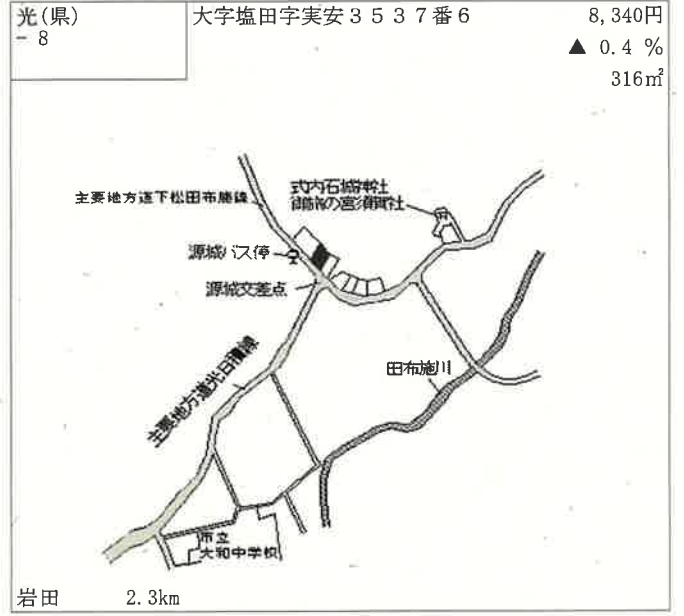 光(県)
- 8
大字塩田字実安3537番6
8,340円
▲ 0.4 %
316㎡
主要地方道下松田布施線
式内石城神社
御旅の宮須賀社
源城バス停
源城交差点
主要地方道光日積線
田布施川
市立
大和中学校
岩田 2.3km